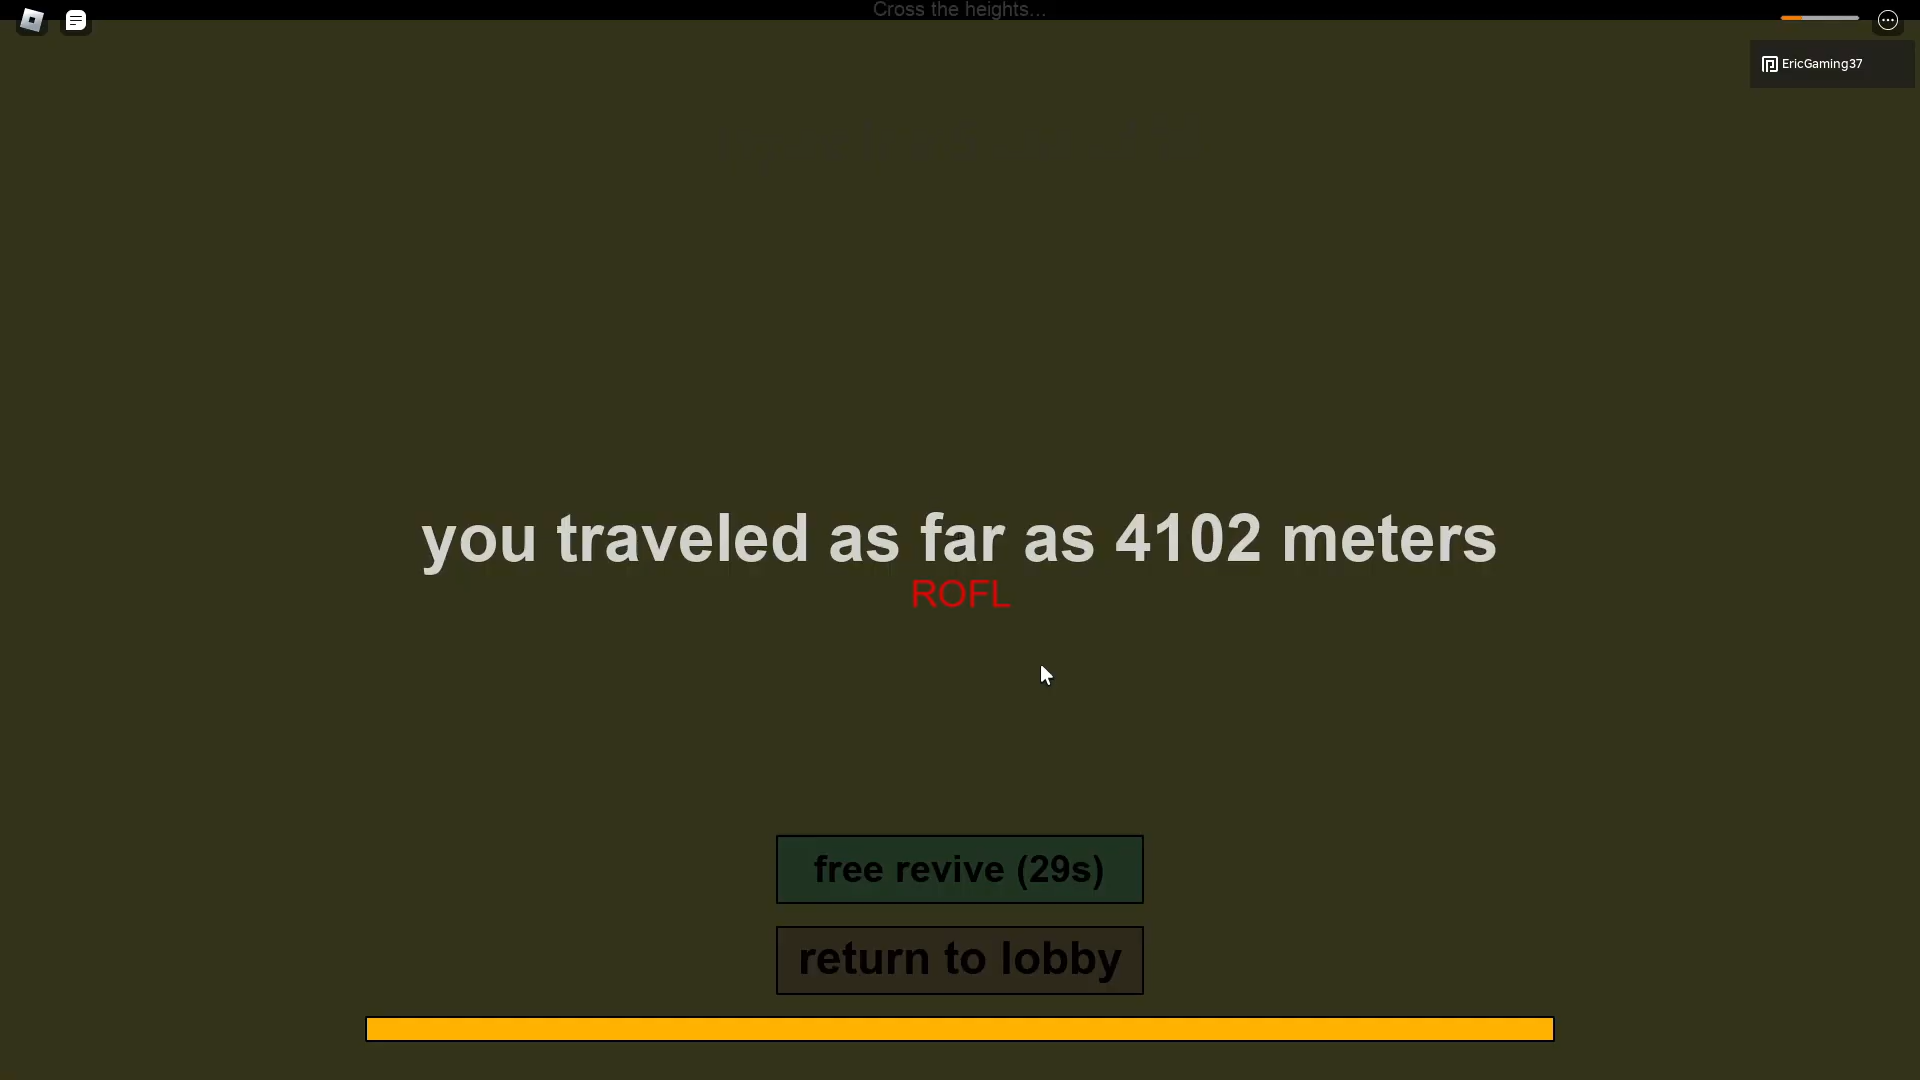 Cross the heights...
EricGaming37
you traveled as far as 4102 meters
ROFL
free revive (29s)
return to lobby